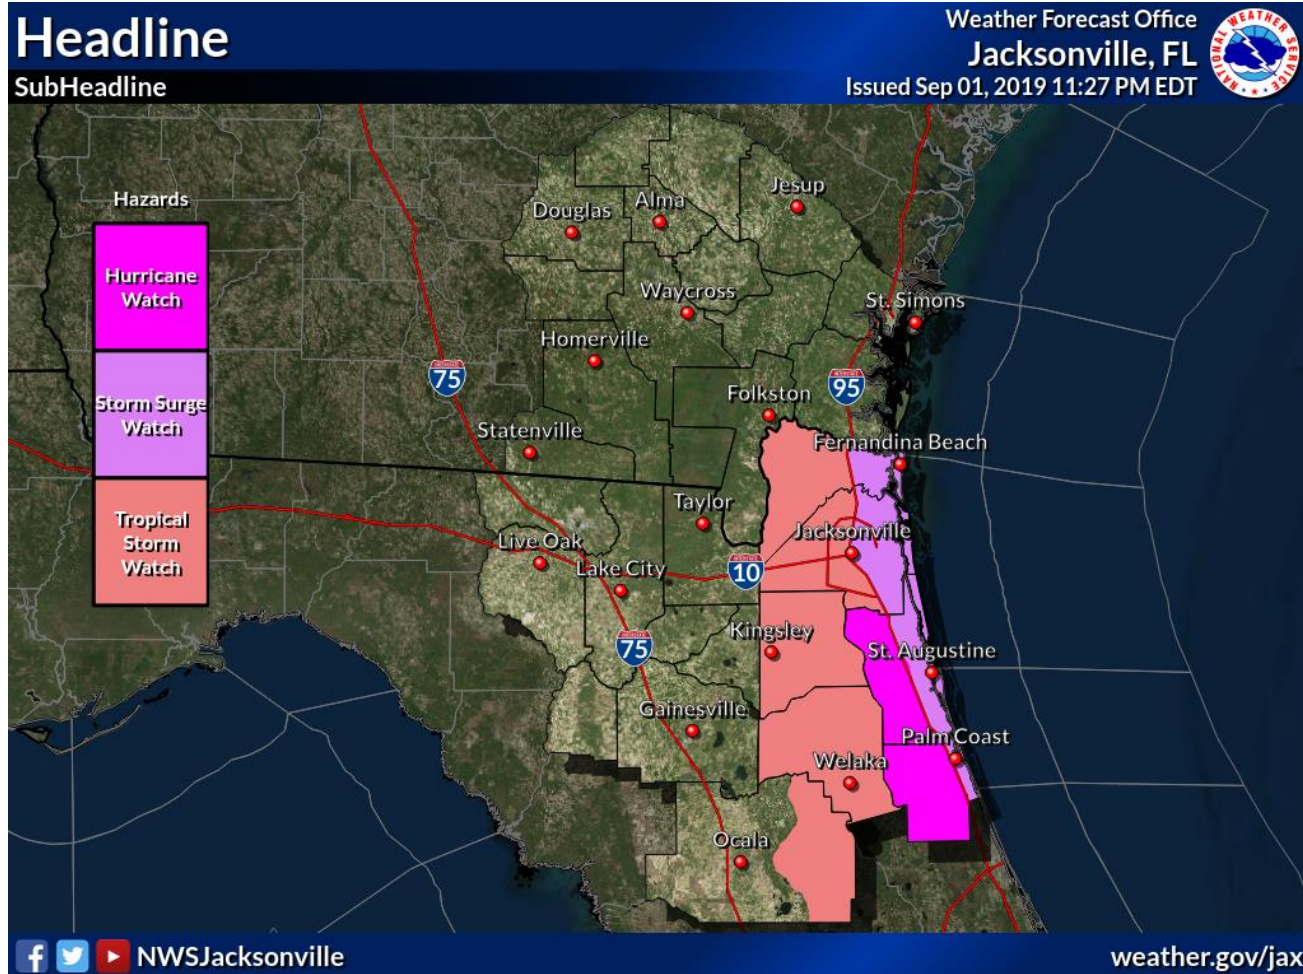 Headline
SubHeadline
Weather Forecast Office
Jacksonville, FL
Issued Sep 01, 2019 11:27 PM EDT
NATIONAL WEATHER SERVICE
Hazards
Hurricane
Watch
Storm Surge
Watch
Tropical
Storm
Watch
Jesup
Alma
Douglas
Waycross
St. Simons
Homerville
75
95
Folkston
Statenville
Fernandina Beach
Taylor
Jacksonville
Live Oak
Lake City
10
Kingsley
75
St. Augustine
Gainesville
Palm Coast
Welaka
Ocala
NWSJacksonville
weather.gov/jax